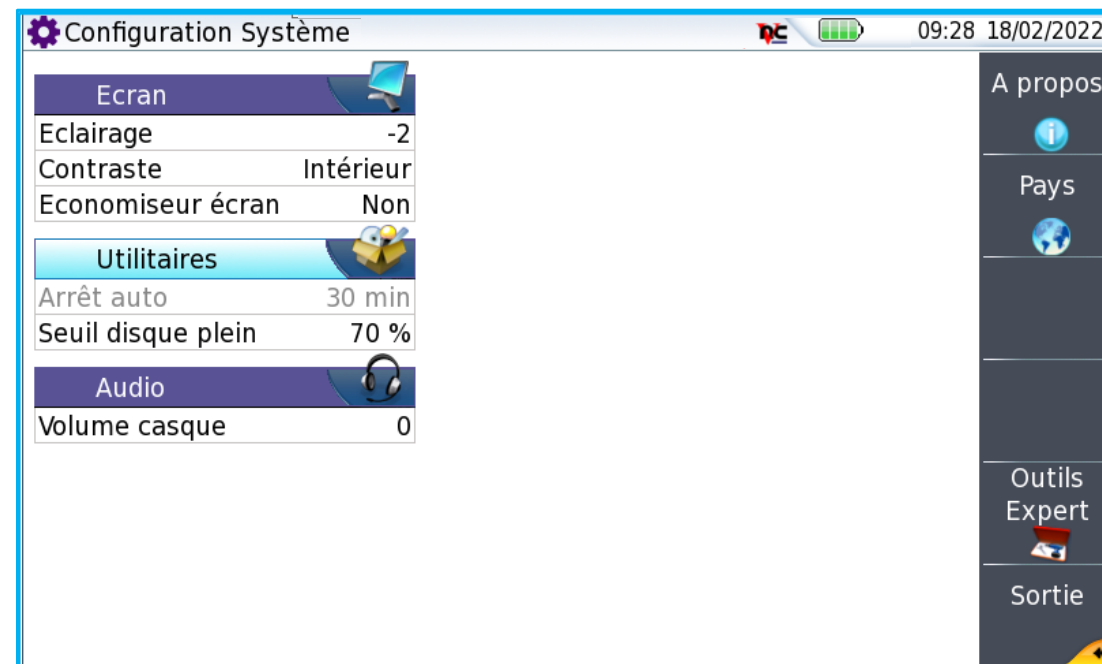 Configuration Système
09:28 18/02/2022
Ecran
Eclairage -2
Contraste Intérieur
Economiseur écran Non
Utilitaires
Arrêt auto 30 min
Seuil disque plein 70 %
Audio
Volume casque 0
A propos
Pays
Outils
Expert
Sortie